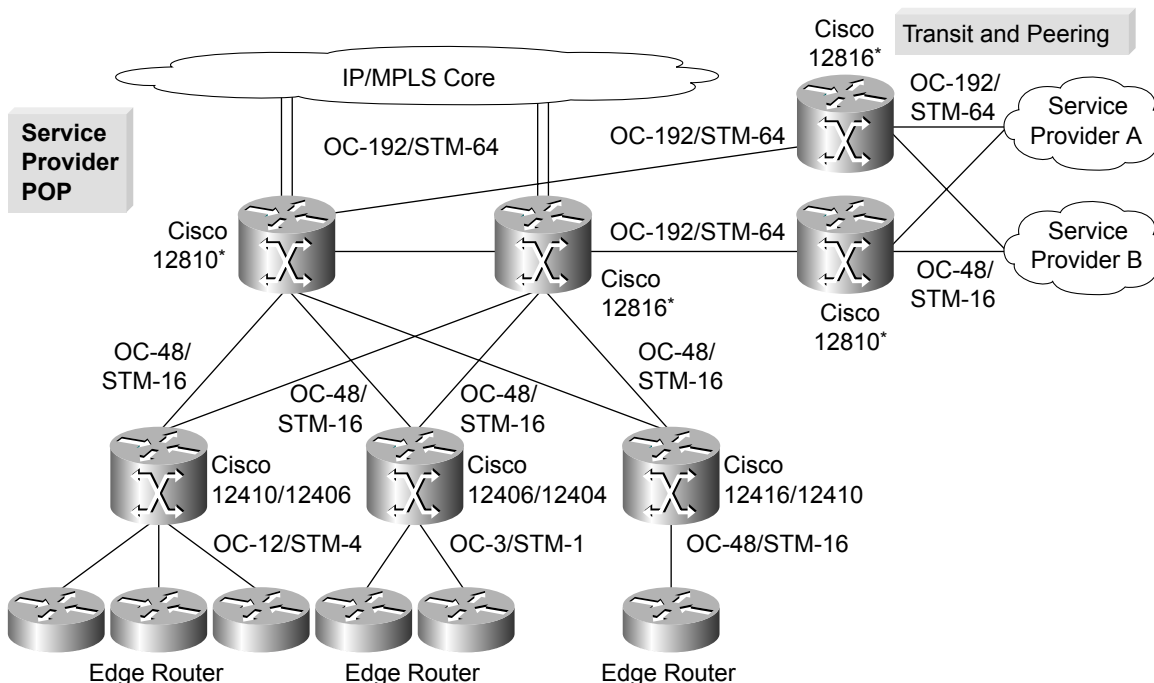 Cisco
12816*
Transit and Peering
IP/MPLS Core
Service
Provider
POP
OC-192/STM-64
OC-192/STM-64
OC-192/
STM-64
Service
Provider A
Cisco
12810*
OC-192/STM-64
Cisco
12816*
Service
Provider B
OC-48/
STM-16
Cisco
12810*
OC-48/
STM-16
OC-48/
STM-16
OC-48/
STM-16
OC-48/
STM-16
Cisco
12410/12406
Cisco
12406/12404
Cisco
12416/12410
OC-12/STM-4
OC-3/STM-1
OC-48/STM-16
Edge Router
Edge Router
Edge Router